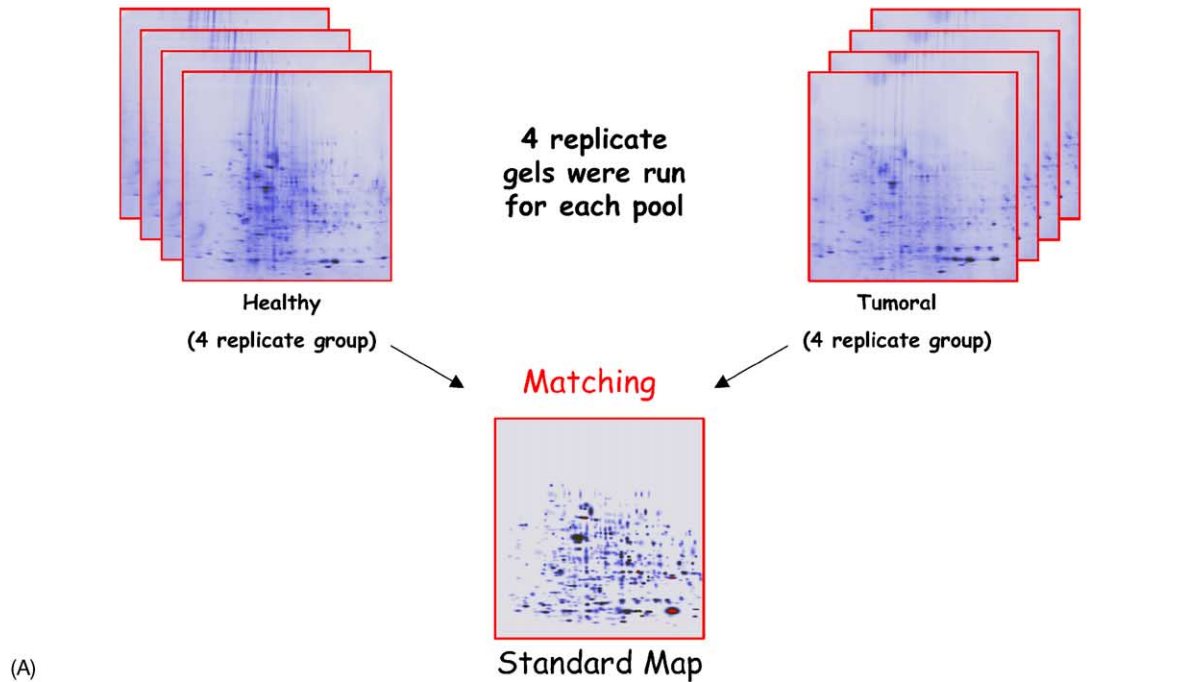 4 replicate
gels were run
for each pool
Healthy
(4 replicate group)
Tumoral
(4 replicate group)
Matching
Standard Map
(A)